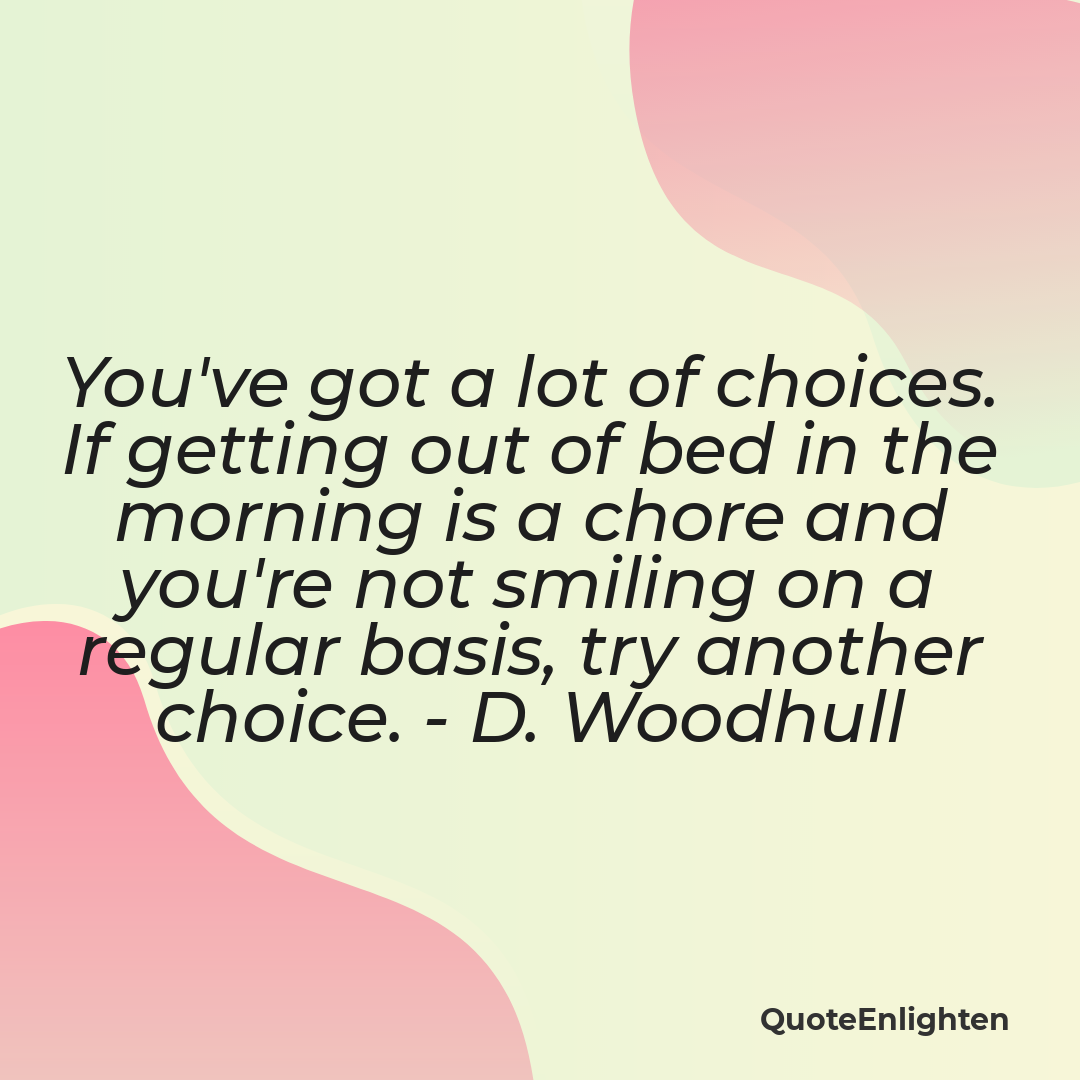 You've got a lot of choices.
If getting out of bed in the
morning is a chore and
you're not smiling on a
regular basis, try another
choice. - D. Woodhull
QuoteEnlighten